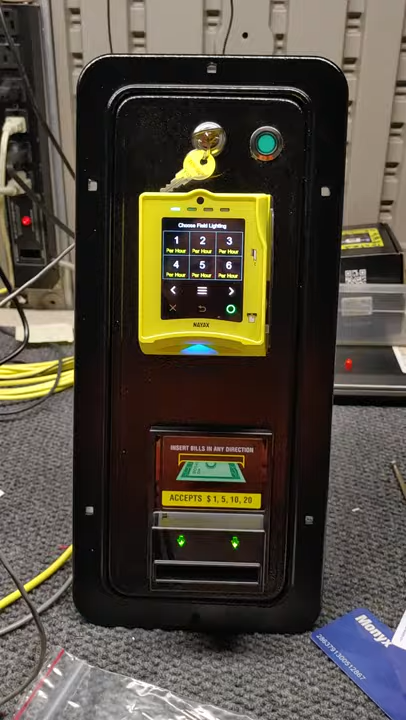 Choose Field Lighting
1 2 3
Per Hour Per Hour Per Hour
4 5 6
Per Hour Per Hour Per Hour
NAYAX
INSERT BILLS IN ANY DIRECTION
ACCEPTS $ 1, 5, 10, 20
Monyx
2863791300512867